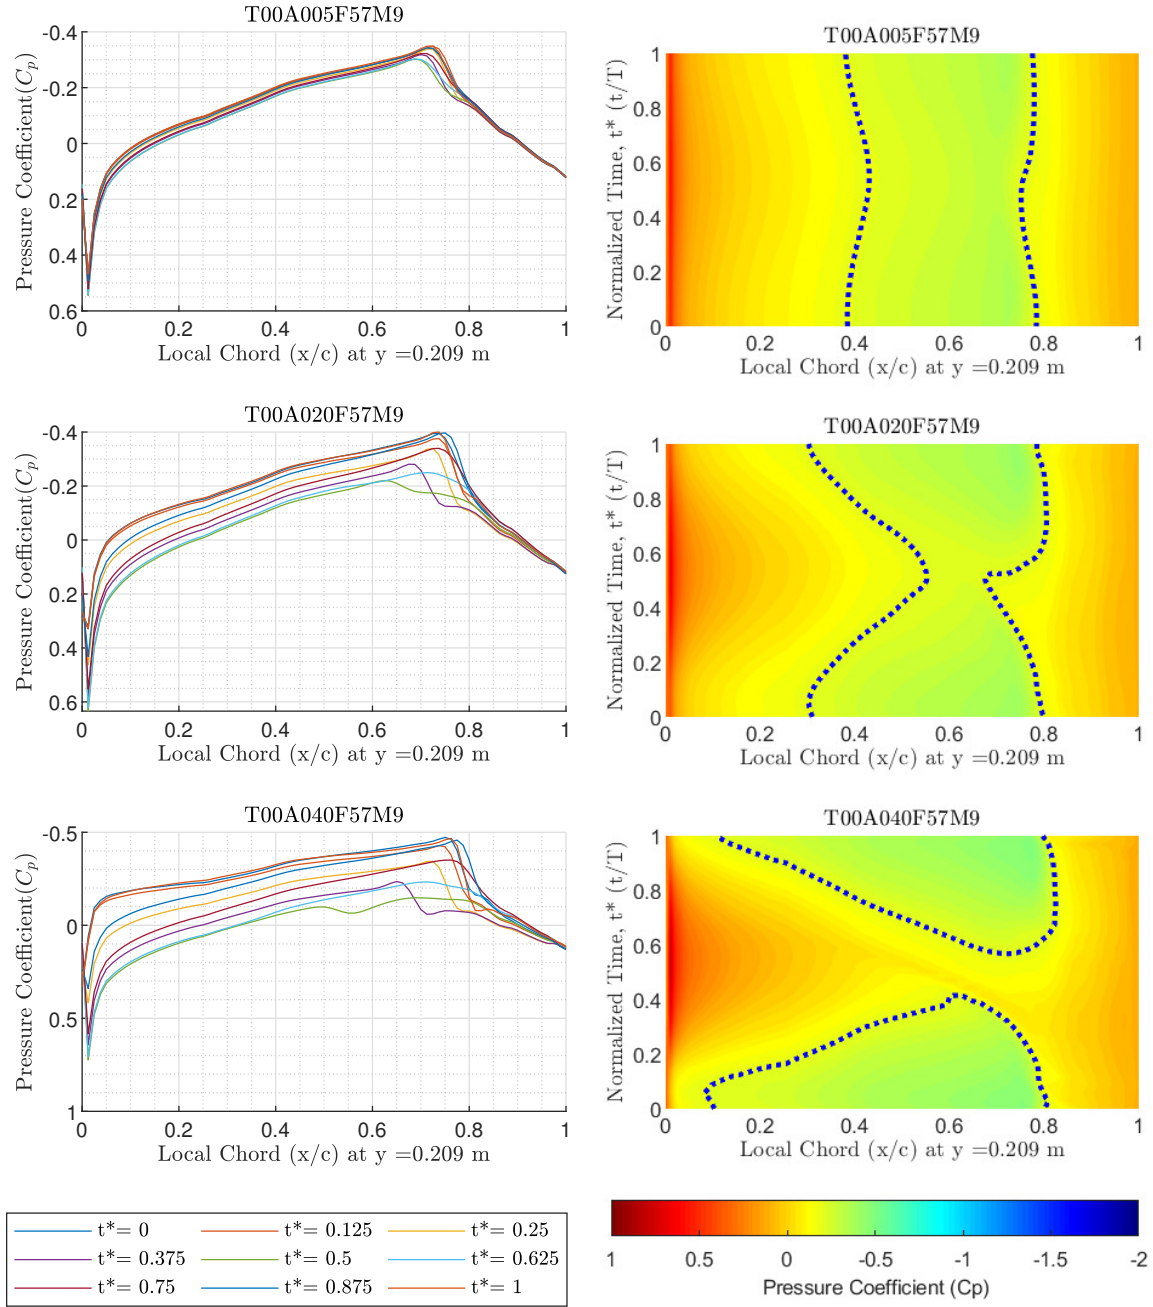 T00A005F57M9
-0.4
-0.2
0
0.2
0.4
0.6
Pressure Coefficient(Cp)
0 0.2 0.4 0.6 0.8 1
Local Chord (x/c) at y =0.209 m
T00A005F57M9
1
0.8
0.6
0.4
0.2
0
Normalized Time, t* (t/T)
0 0.2 0.4 0.6 0.8 1
Local Chord (x/c) at y =0.209 m
T00A020F57M9
-0.4
-0.2
0
0.2
0.4
0.6
Pressure Coefficient(Cp)
0 0.2 0.4 0.6 0.8 1
Local Chord (x/c) at y =0.209 m
T00A020F57M9
1
0.8
0.6
0.4
0.2
0
Normalized Time, t* (t/T)
0 0.2 0.4 0.6 0.8 1
Local Chord (x/c) at y =0.209 m
T00A040F57M9
-0.5
0
0.5
1
Pressure Coefficient(Cp)
0 0.2 0.4 0.6 0.8 1
Local Chord (x/c) at y =0.209 m
T00A040F57M9
1
0.8
0.6
0.4
0.2
0
Normalized Time, t* (t/T)
0 0.2 0.4 0.6 0.8 1
Local Chord (x/c) at y =0.209 m
t*= 0 t*= 0.125 t*= 0.25
t*= 0.375 t*= 0.5 t*= 0.625
t*= 0.75 t*= 0.875 t*= 1
1 0.5 0 -0.5 -1 -1.5 -2
Pressure Coefficient (Cp)